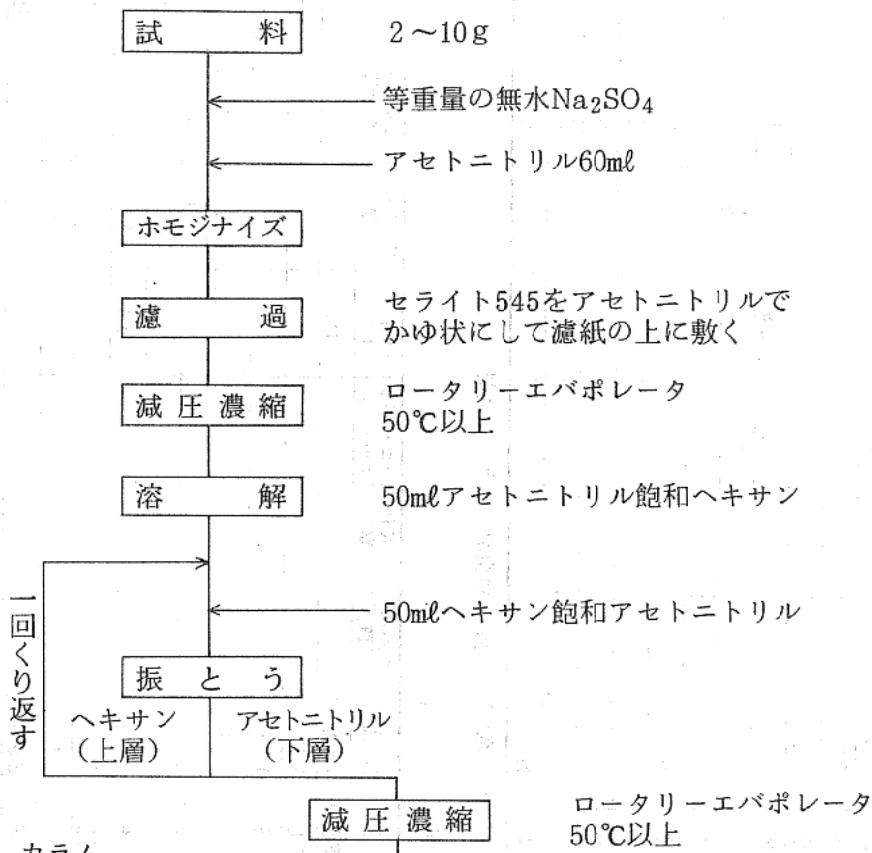 試料 2～10g
等重量の無水Na₂SO₄
アセトニトリル60mℓ
ホモジナイズ
濾過
セライト545をアセトニトリルで
かゆ状にして濾紙の上に敷く
減圧濃縮
ロータリーエバポレータ
50℃以上
溶解 50mℓアセトニトリル飽和ヘキサン
一回くり返す
50mℓヘキサン飽和アセトニトリル
振とう
ヘキサン
(上層)
アセトニトリル
(下層)
減圧濃縮
ロータリーエバポレータ
50℃以上